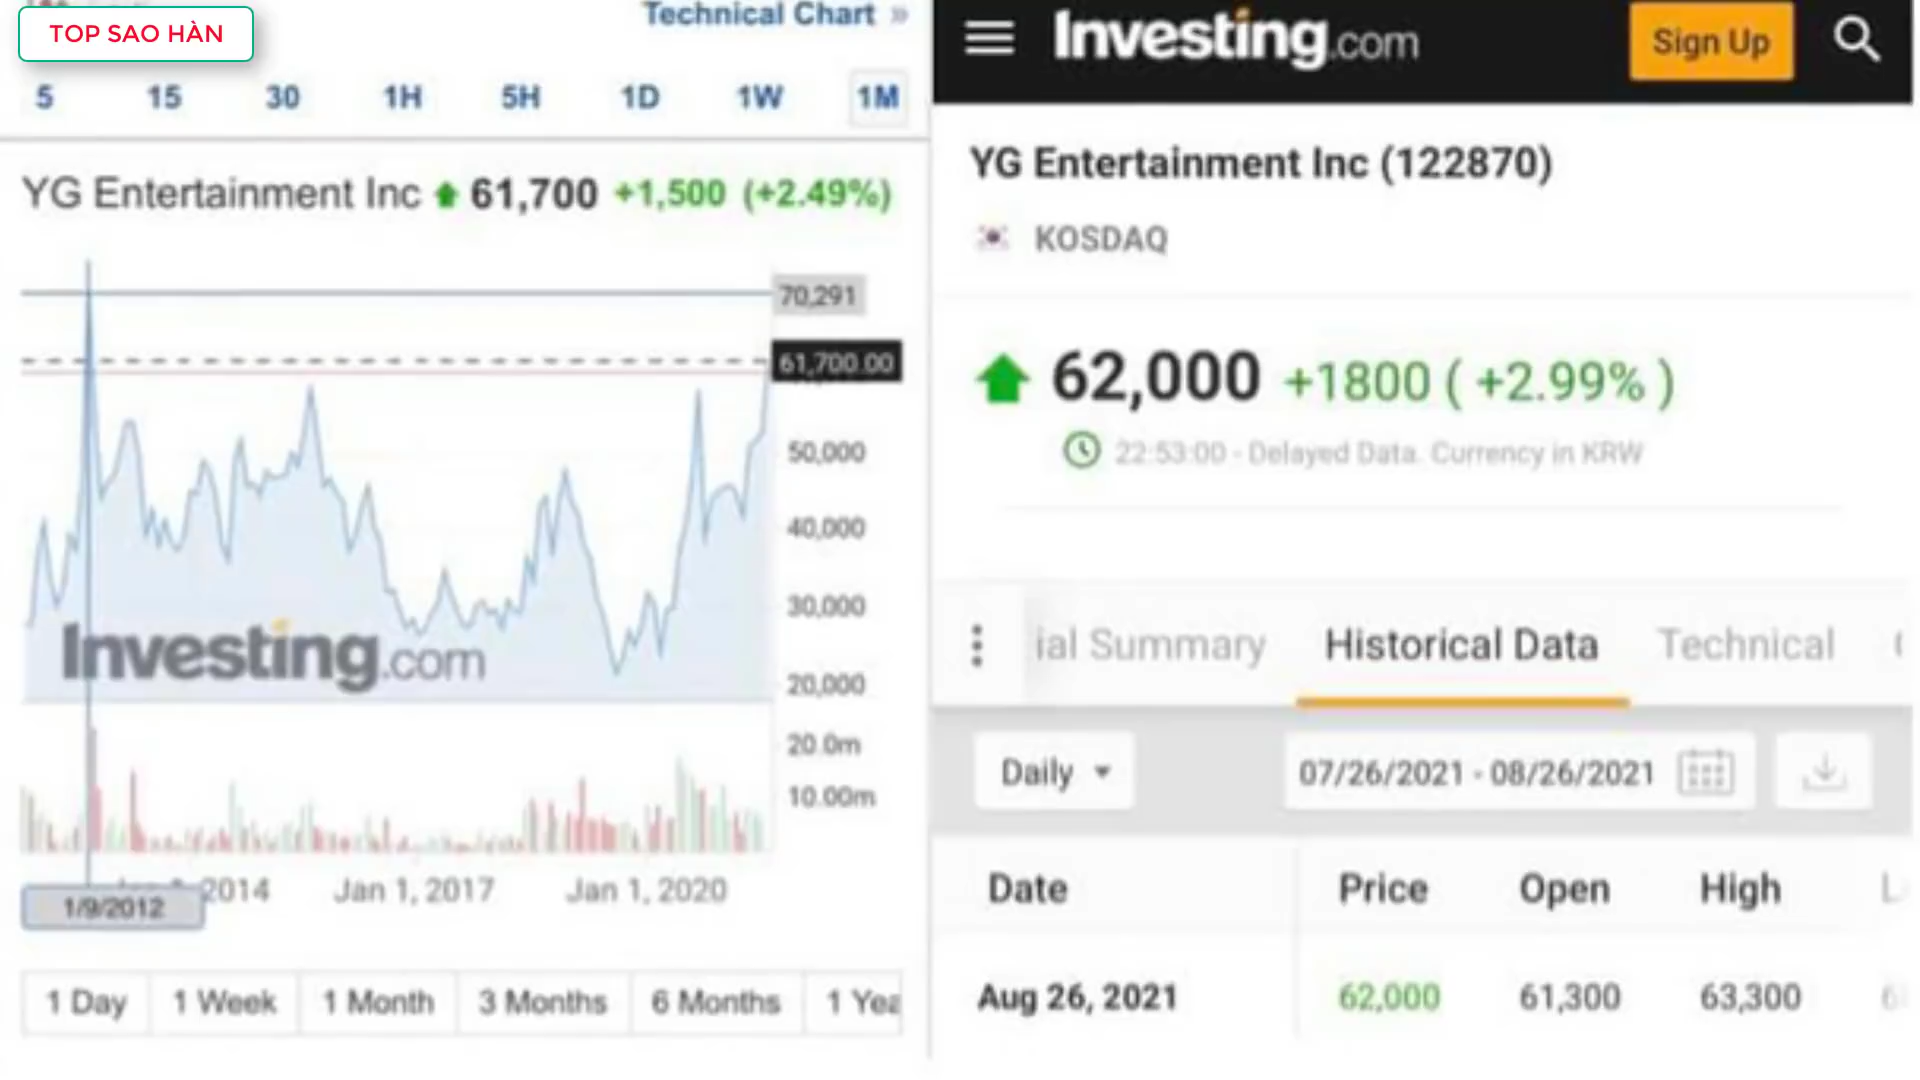 TOP SAO HÀN
Technical Chart »
5 15 30 1H 5H 1D 1W 1M
YG Entertainment Inc 61,700 +1,500 (+2.49%)
70,291
61,700.00
50,000
40,000
30,000
20,000
Investing.com
20.0m
10.00m
2014 Jan 1, 2017 Jan 1, 2020
1/9/2012
1 Day 1 Week 1 Month 3 Months 6 Months 1 Yea
Investing.com Sign Up
YG Entertainment Inc (122870)
KOSDAQ
62,000 +1800 ( +2.99% )
22:53:00 - Delayed Data. Currency in KRW
ial Summary Historical Data Technical
Daily 07/26/2021 - 08/26/2021
Date Price Open High
Aug 26, 2021 62,000 61,300 63,300